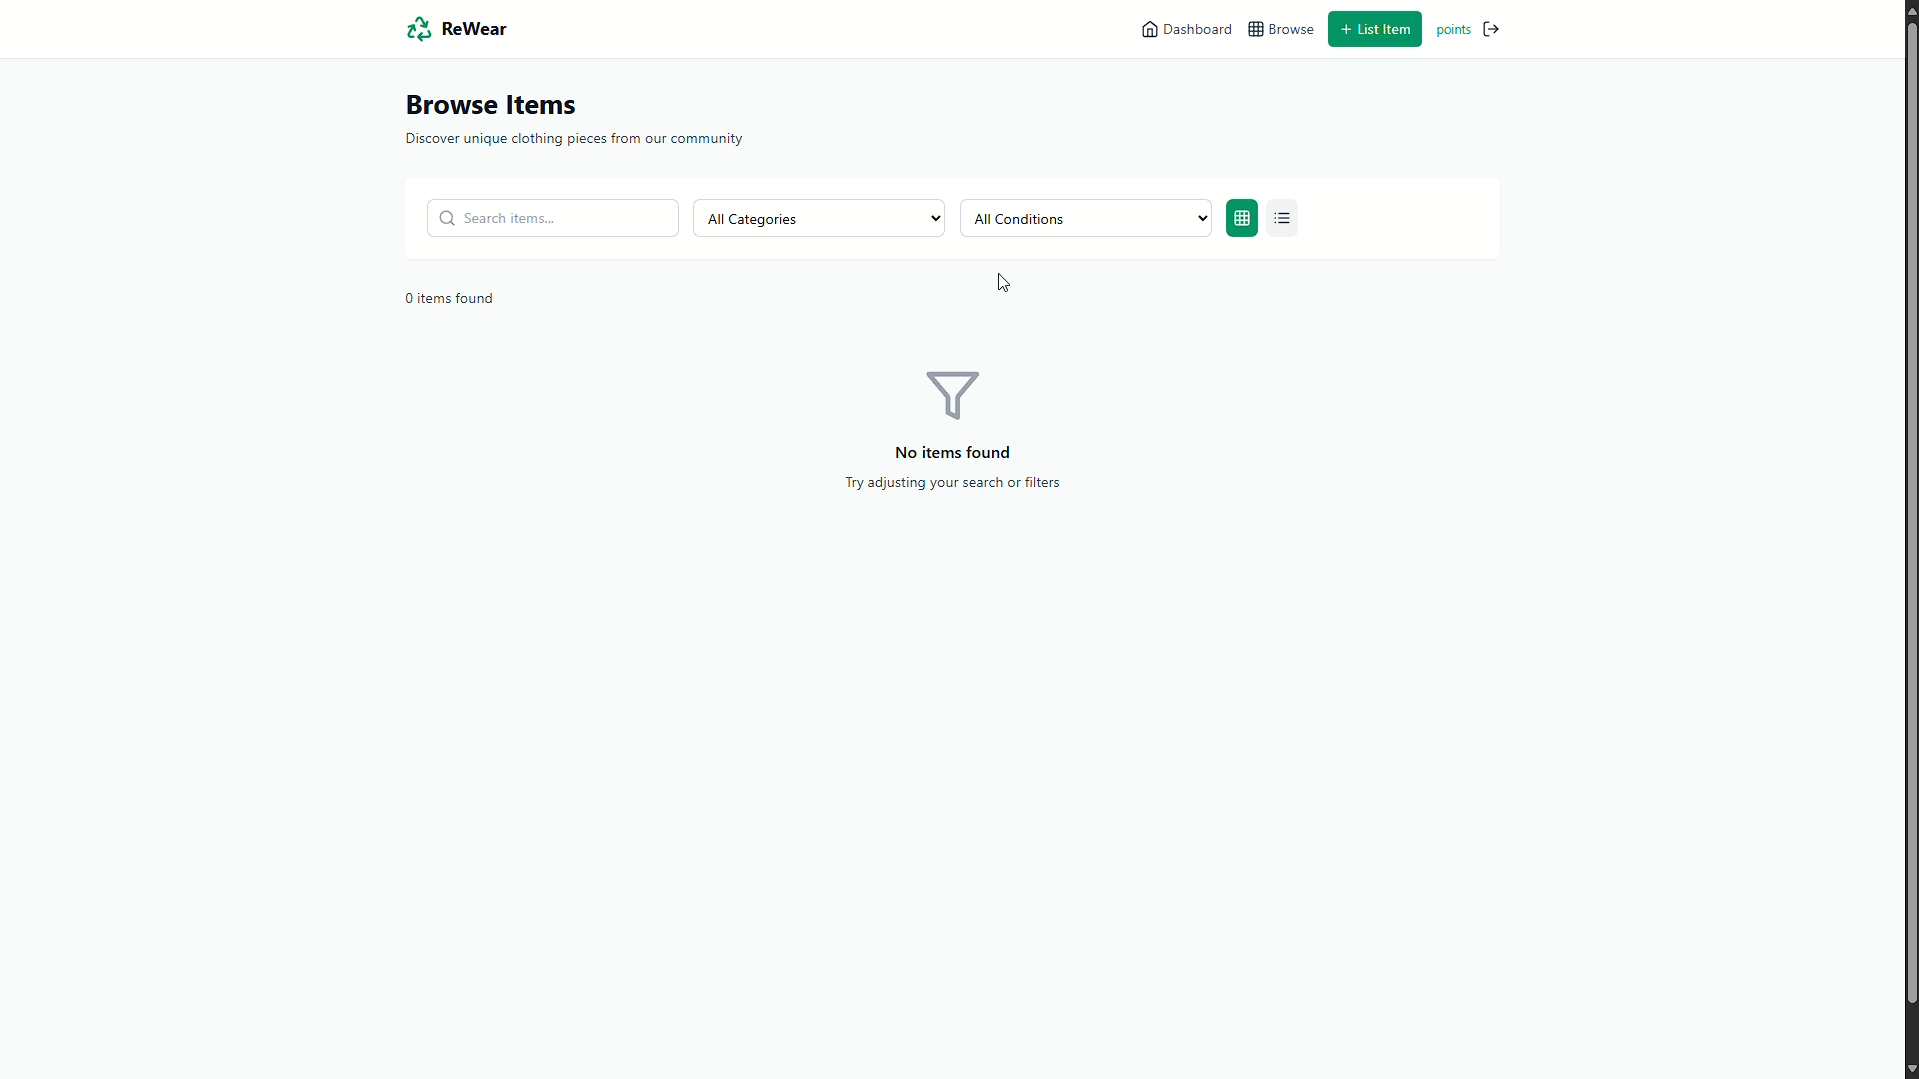 ReWear
Dashboard
Browse
+ List Item
points
Browse Items
Discover unique clothing pieces from our community
Search items...
All Categories
All Conditions
0 items found
No items found
Try adjusting your search or filters